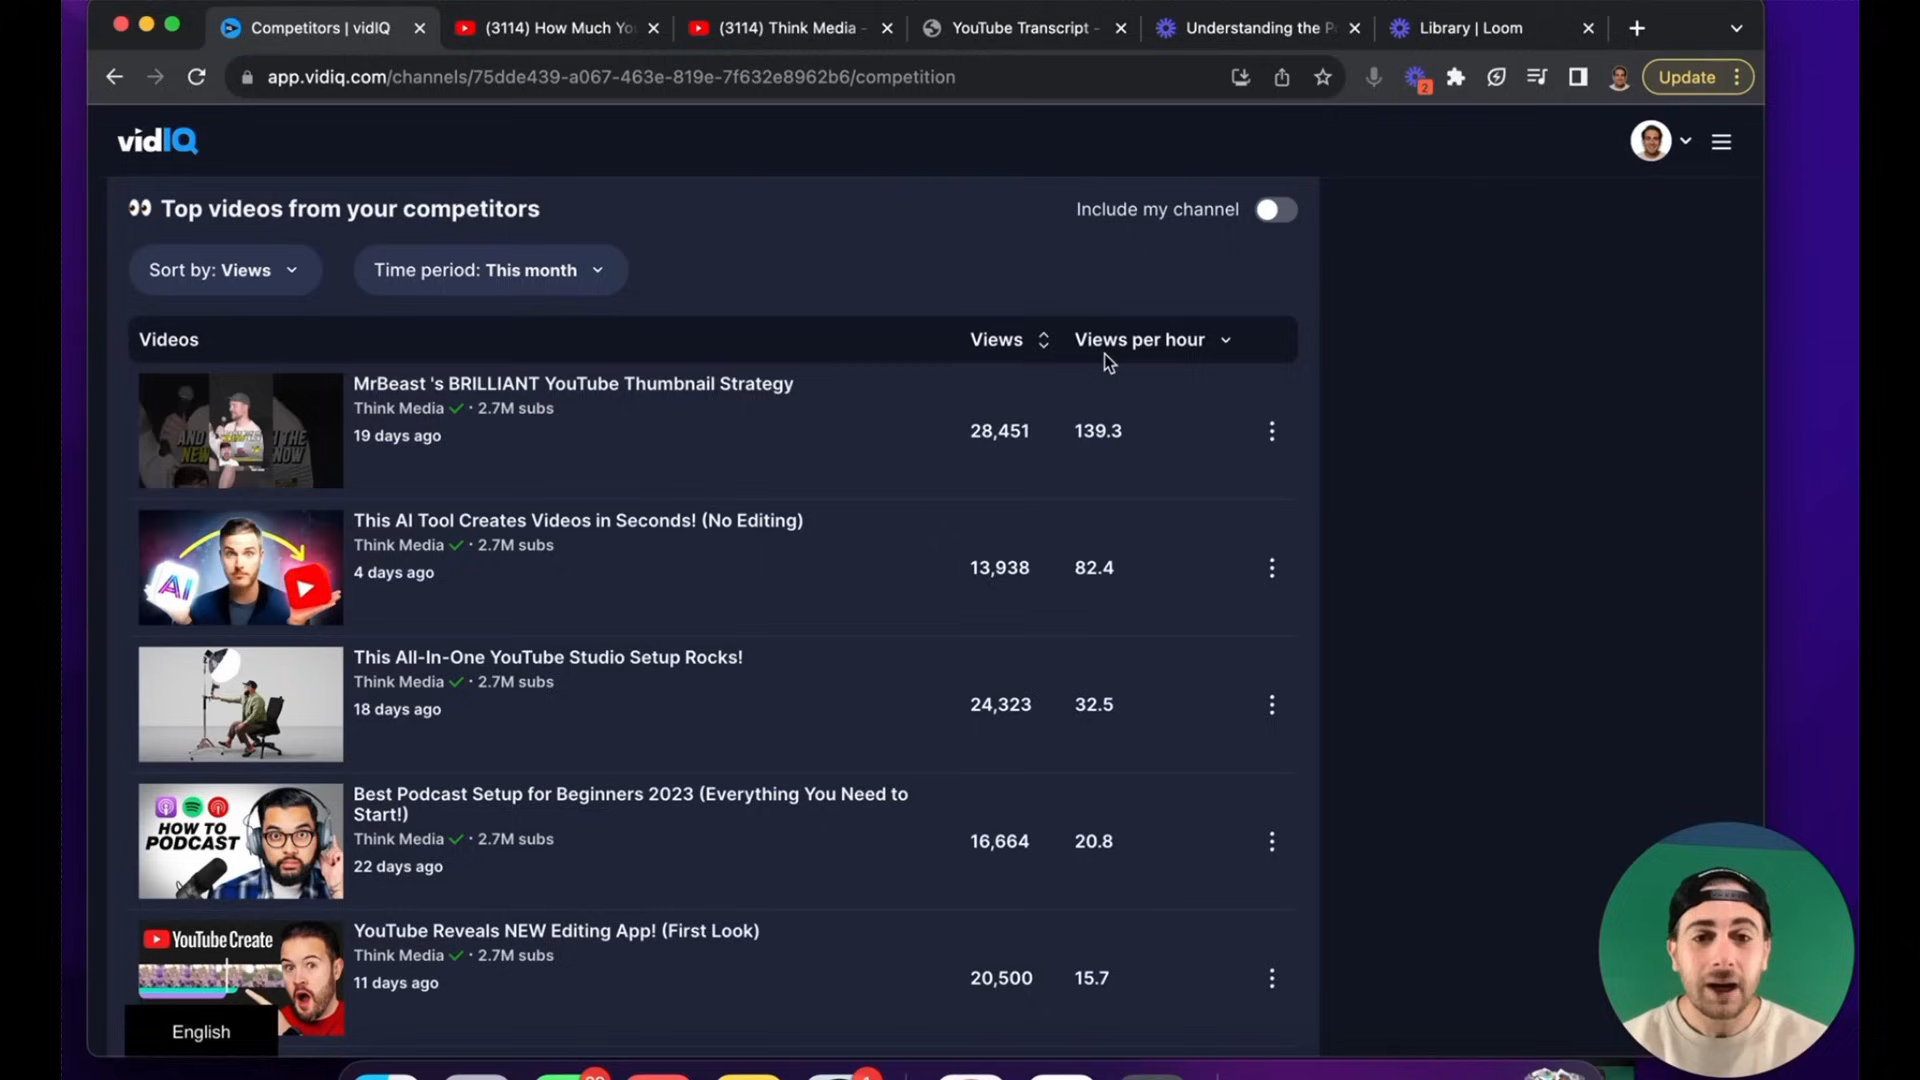 Competitors | vidIQ
(3114) How Much Yo
(3114) Think Media -
YouTube Transcript -
Understanding the P
Library | Loom
app.vidiq.com/channels/75dde439-a067-463e-819e-7f632e8962b6/competition
2
Update
vidIQ
Top videos from your competitors
Include my channel
Sort by: Views
Time period: This month
Videos
Views
Views per hour
MrBeast 's BRILLIANT YouTube Thumbnail Strategy
Think Media · 2.7M subs
19 days ago
28,451
139.3
AND THE
NEW NOW
This AI Tool Creates Videos in Seconds! (No Editing)
Think Media · 2.7M subs
4 days ago
13,938
82.4
AI
This All-In-One YouTube Studio Setup Rocks!
Think Media · 2.7M subs
18 days ago
24,323
32.5
Best Podcast Setup for Beginners 2023 (Everything You Need to
Start!)
Think Media · 2.7M subs
22 days ago
16,664
20.8
HOW TO
PODCAST
YouTube Reveals NEW Editing App! (First Look)
Think Media · 2.7M subs
11 days ago
20,500
15.7
YouTube Create
English